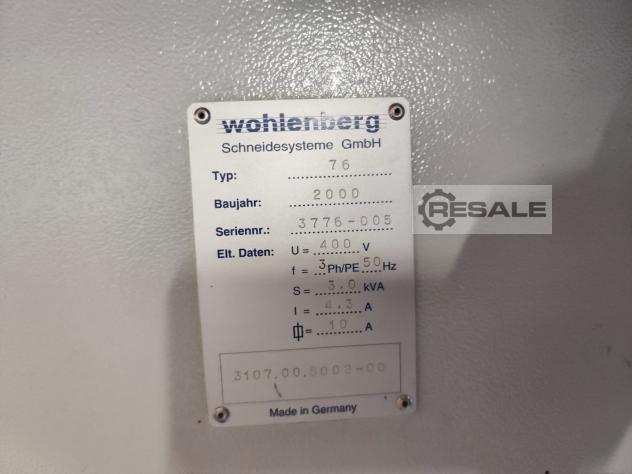 wohlenberg
Schneidesysteme GmbH
Typ: 76
Baujahr: 2000
Seriennr.: 3776-005
Elt. Daten: U = 400 V
f = 3 Ph/PE 50 Hz
S = 3.0 kVA
I = 4.3 A
= 10 A
3107.00.6002-00
Made in Germany
RESALE